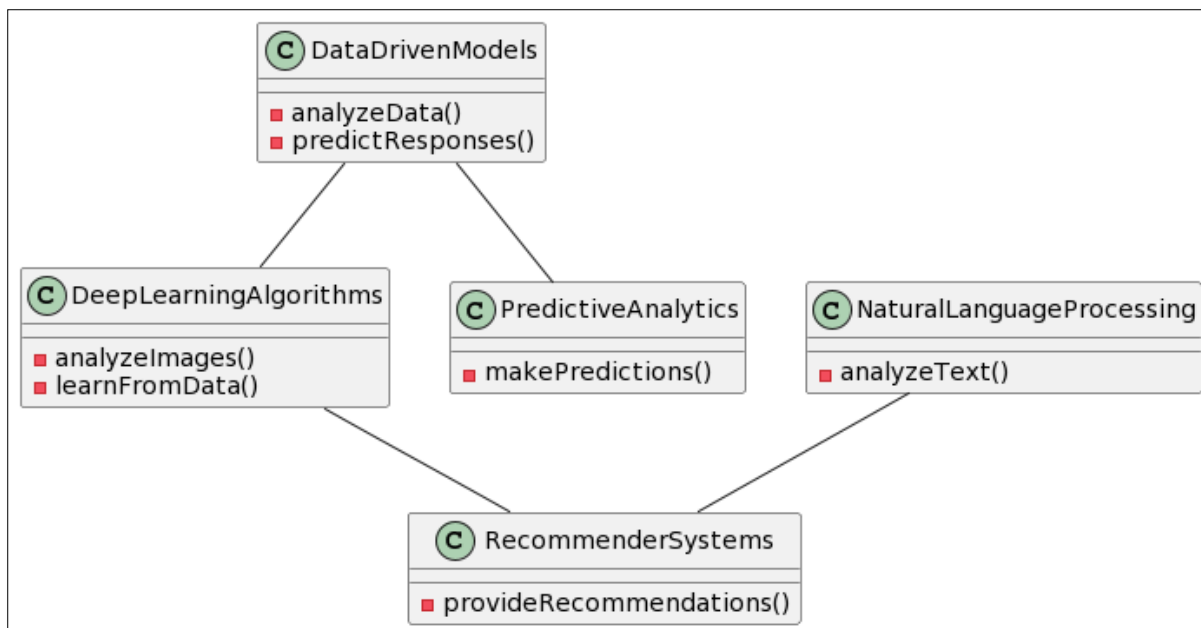 C DataDrivenModels
analyzeData()
predictResponses()
C DeepLearningAlgorithms
analyzeImages()
learnFromData()
C PredictiveAnalytics
makePredictions()
C NaturalLanguageProcessing
analyzeText()
C RecommenderSystems
provideRecommendations()